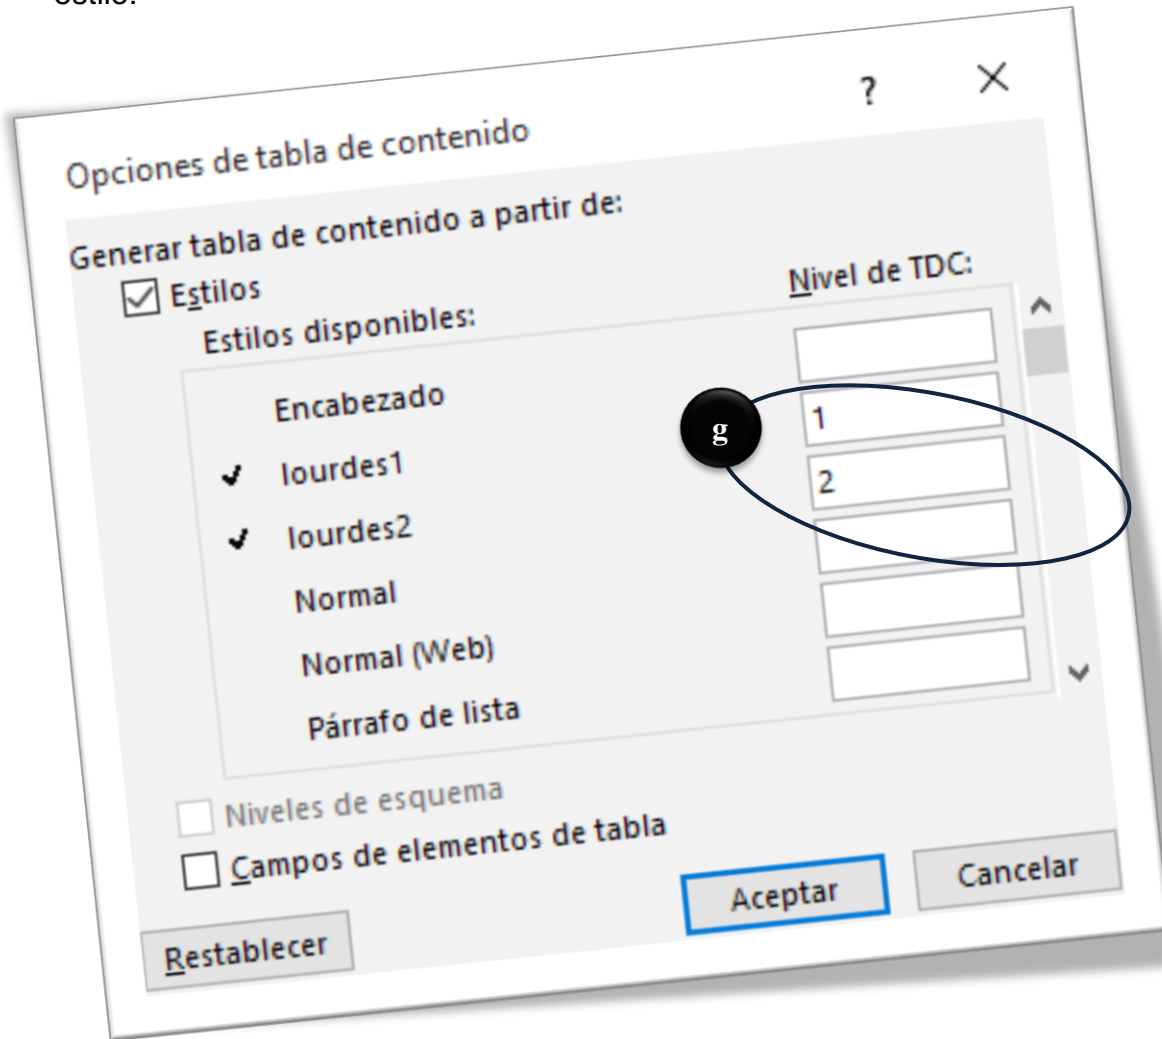 estilo.
? ×
Opciones de tabla de contenido
Generar tabla de contenido a partir de:
Estilos
Estilos disponibles:
Nivel de TDC:
Encabezado
lourdes1 1
lourdes2 2
Normal
Normal (Web)
Párrafo de lista
g
Niveles de esquema
Campos de elementos de tabla
Restablecer
Aceptar
Cancelar